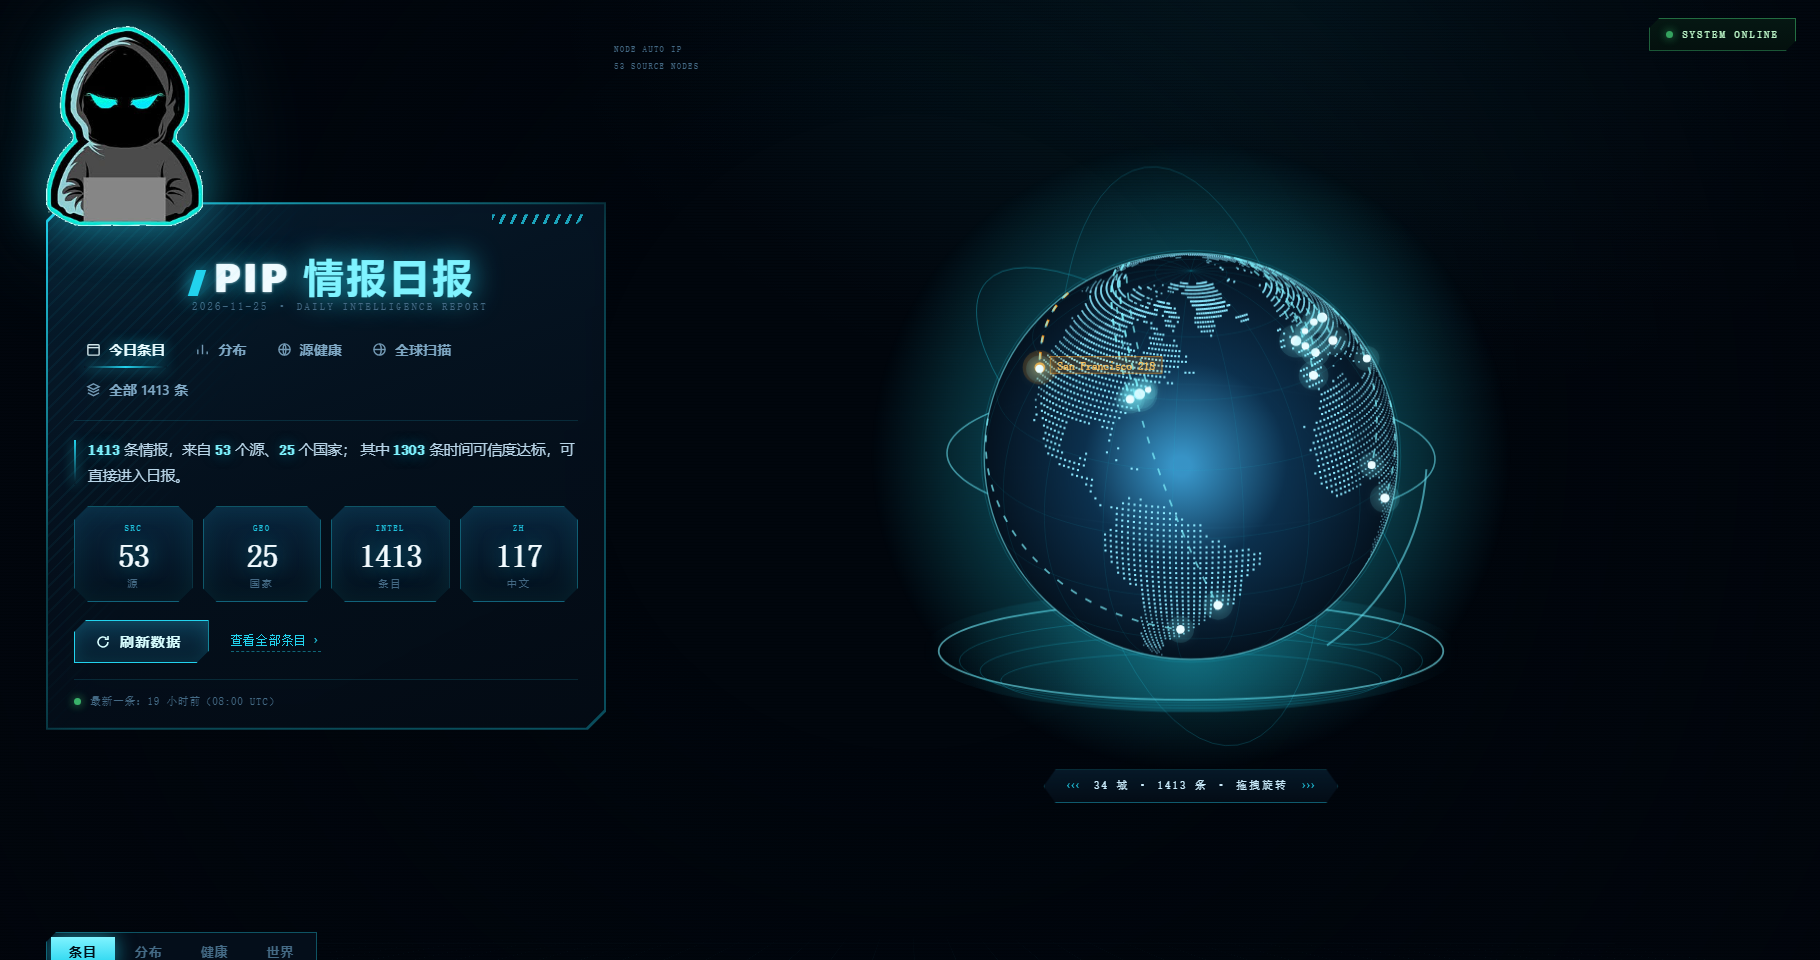 NODE AUTO IP
53 SOURCE NODES
SYSTEM ONLINE
PIP 情报日报
2026-11-25 • DAILY INTELLIGENCE REPORT
今日条目 分布 源健康 全球扫描
全部 1413 条
1413 条情报，来自 53 个源、25 个国家； 其中 1303 条时间可信度达标，可
直接进入日报。
SRC GEO INTEL ZH
53 25 1413 117
源 国家 条目 中文
刷新数据 查看全部条目 ›
最新一条: 19 小时前 (08:00 UTC)
San Francisco 215
‹‹‹ 34 城 · 1413 条 · 拖拽旋转 ›››
条目 分布 健康 世界